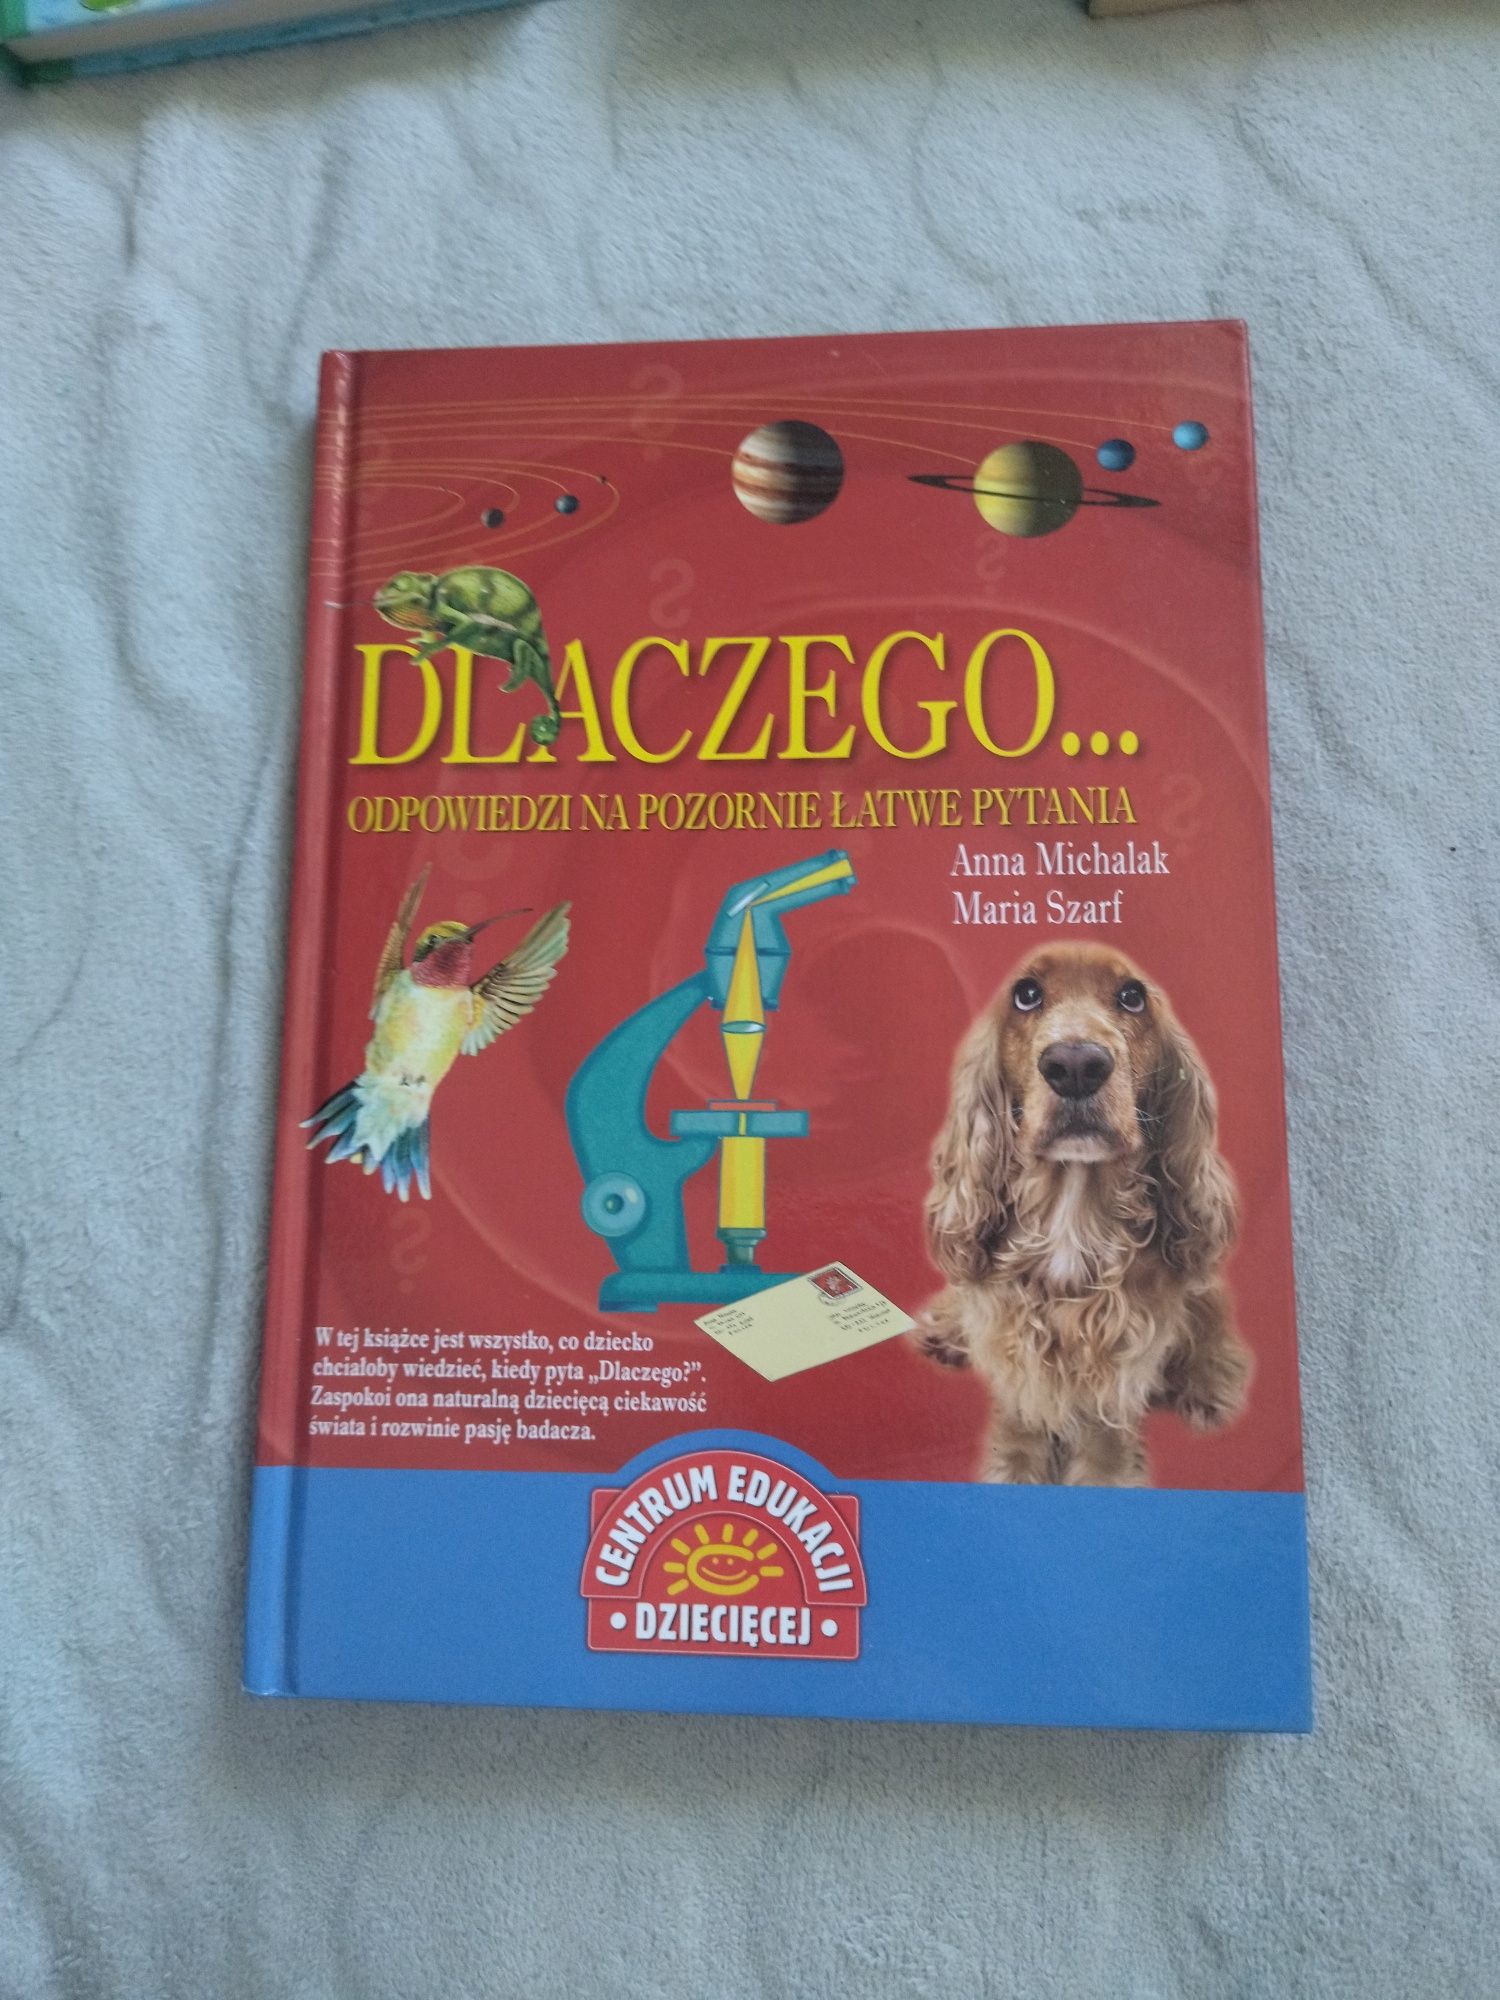 DLACZEGO...
ODPOWIEDZI NA POZORNIE ŁATWE PYTANIA
Anna Michalak
Maria Szarf
W tej książce jest wszystko, co dziecko
chciałoby wiedzieć, kiedy pyta „Dlaczego?”.
Zaspokoi ona naturalną dziecięcą ciekawość
świata i rozwinie pasję badacza.
CENTRUM EDUKACJI
• DZIECIĘCEJ •